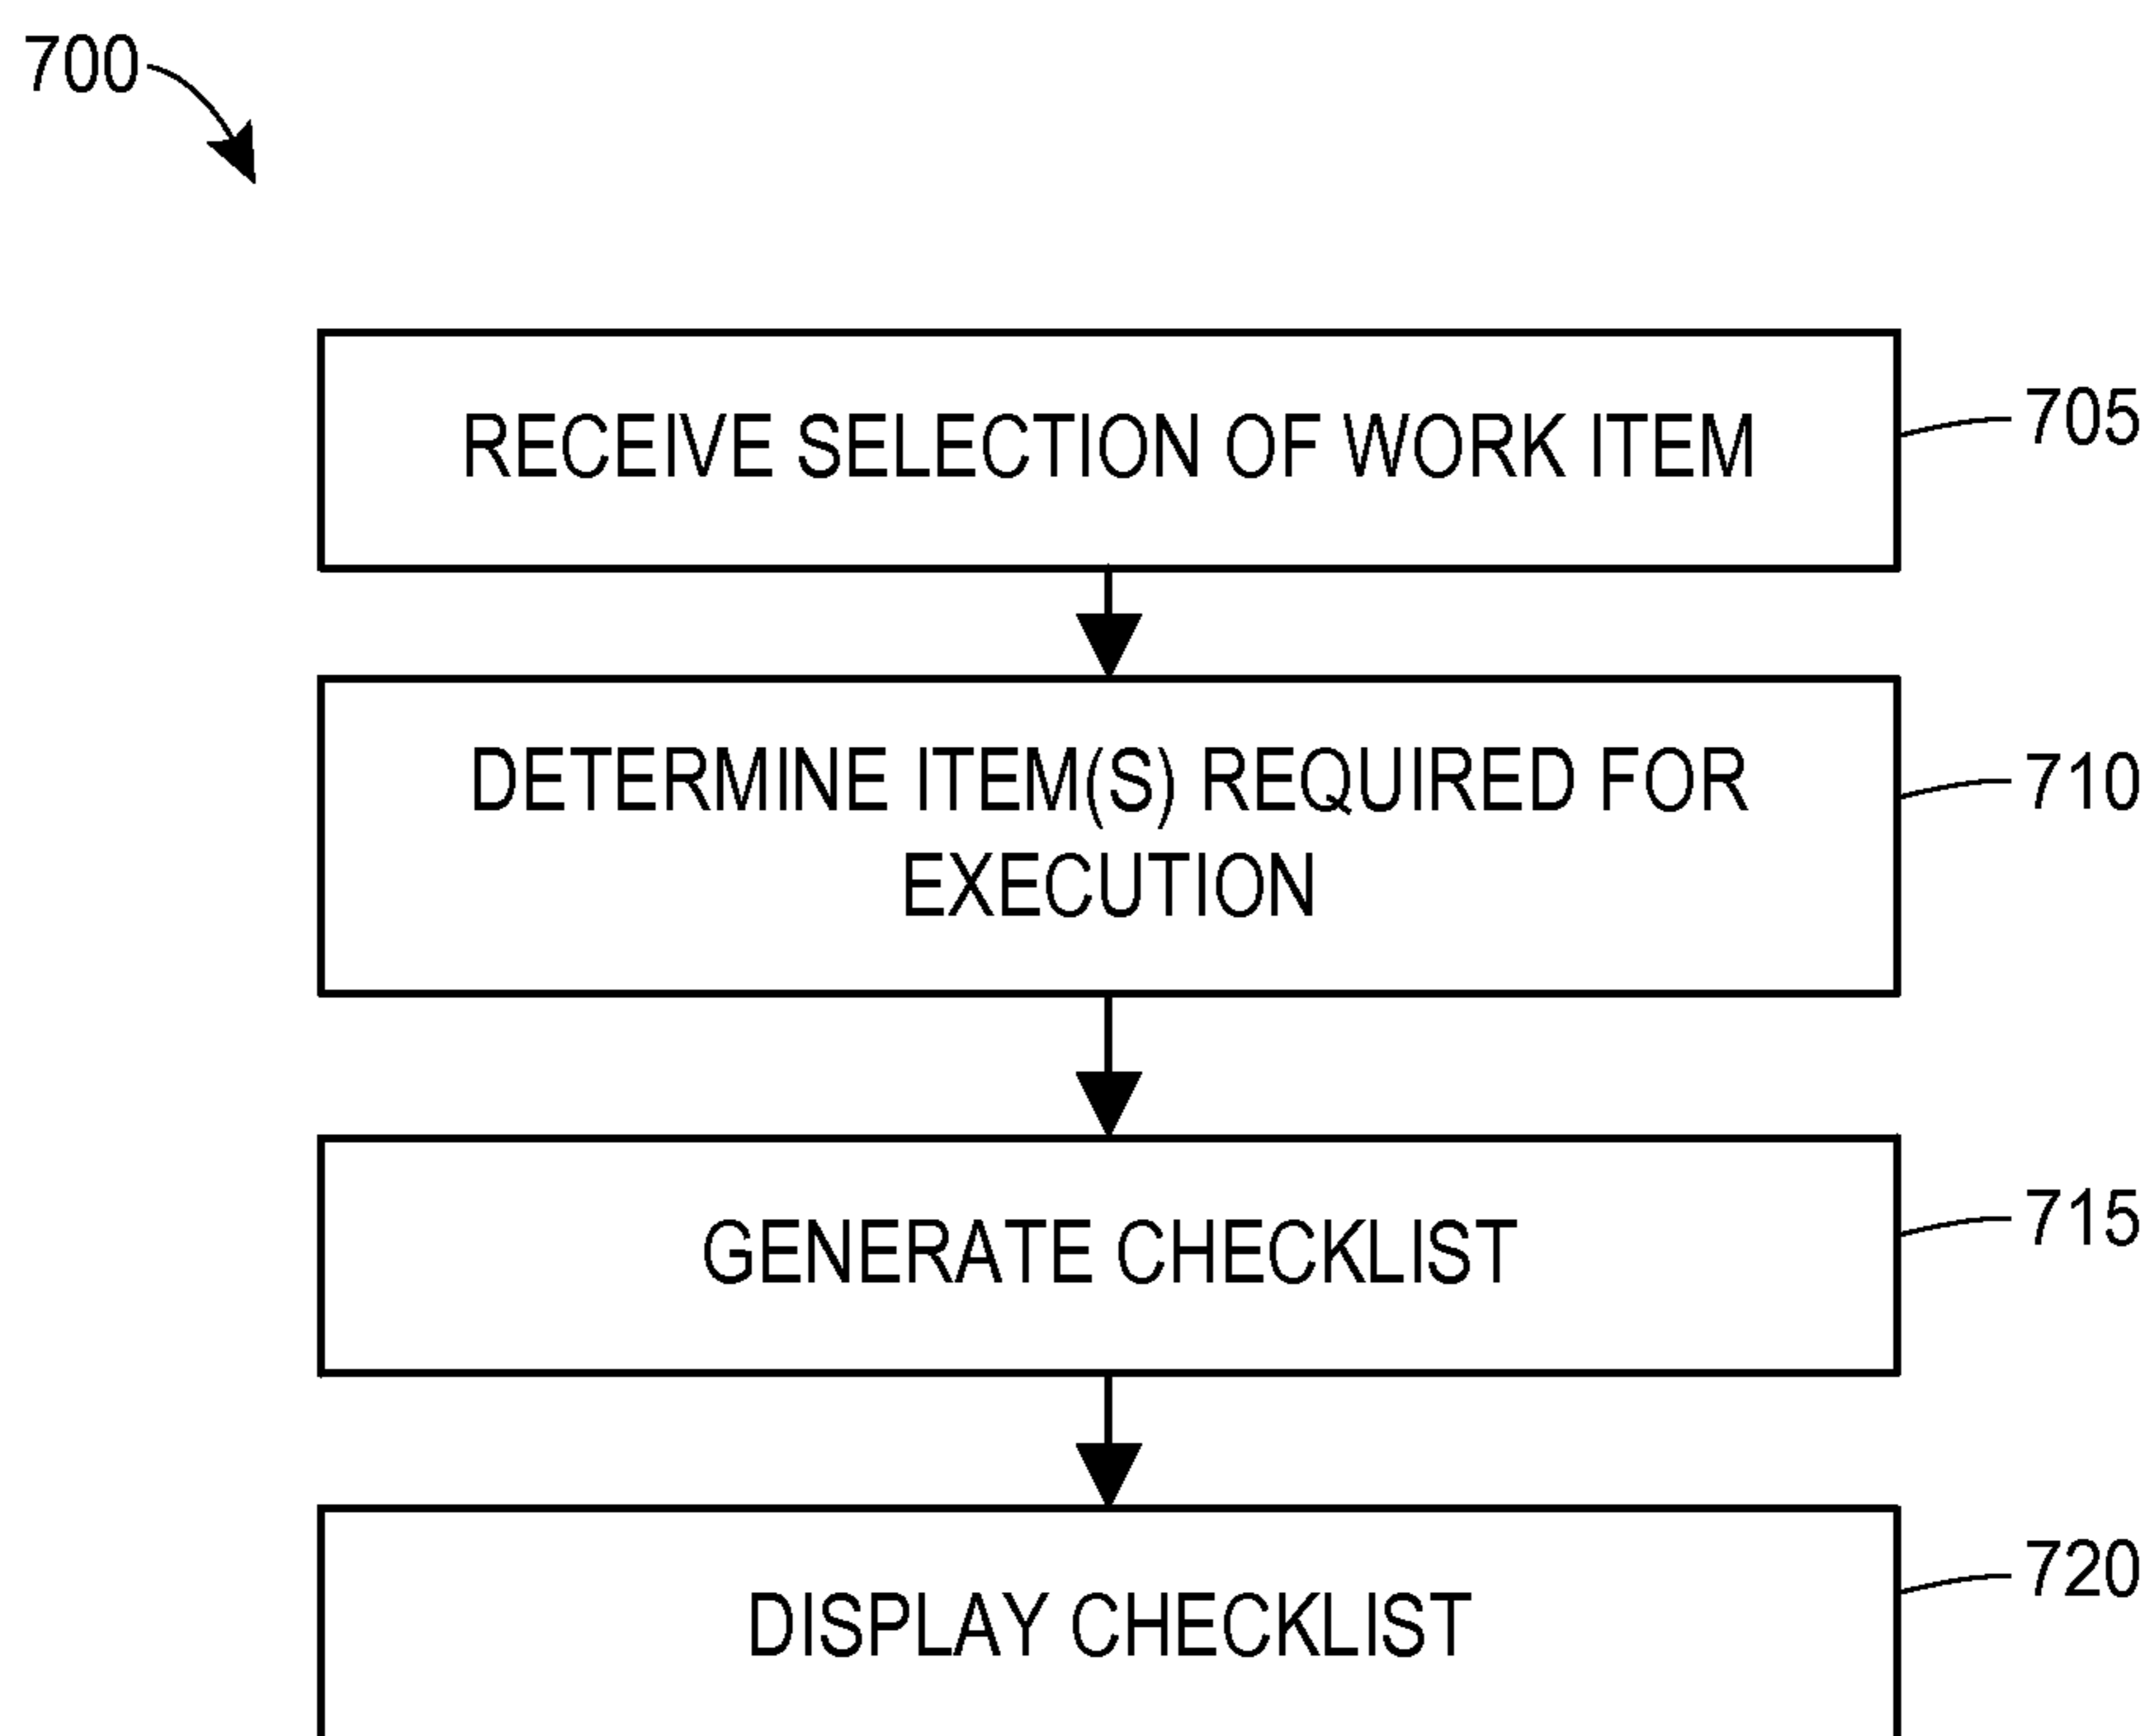 700
RECEIVE SELECTION OF WORK ITEM
705
DETERMINE ITEM(S) REQUIRED FOR
EXECUTION
710
GENERATE CHECKLIST
715
DISPLAY CHECKLIST
720